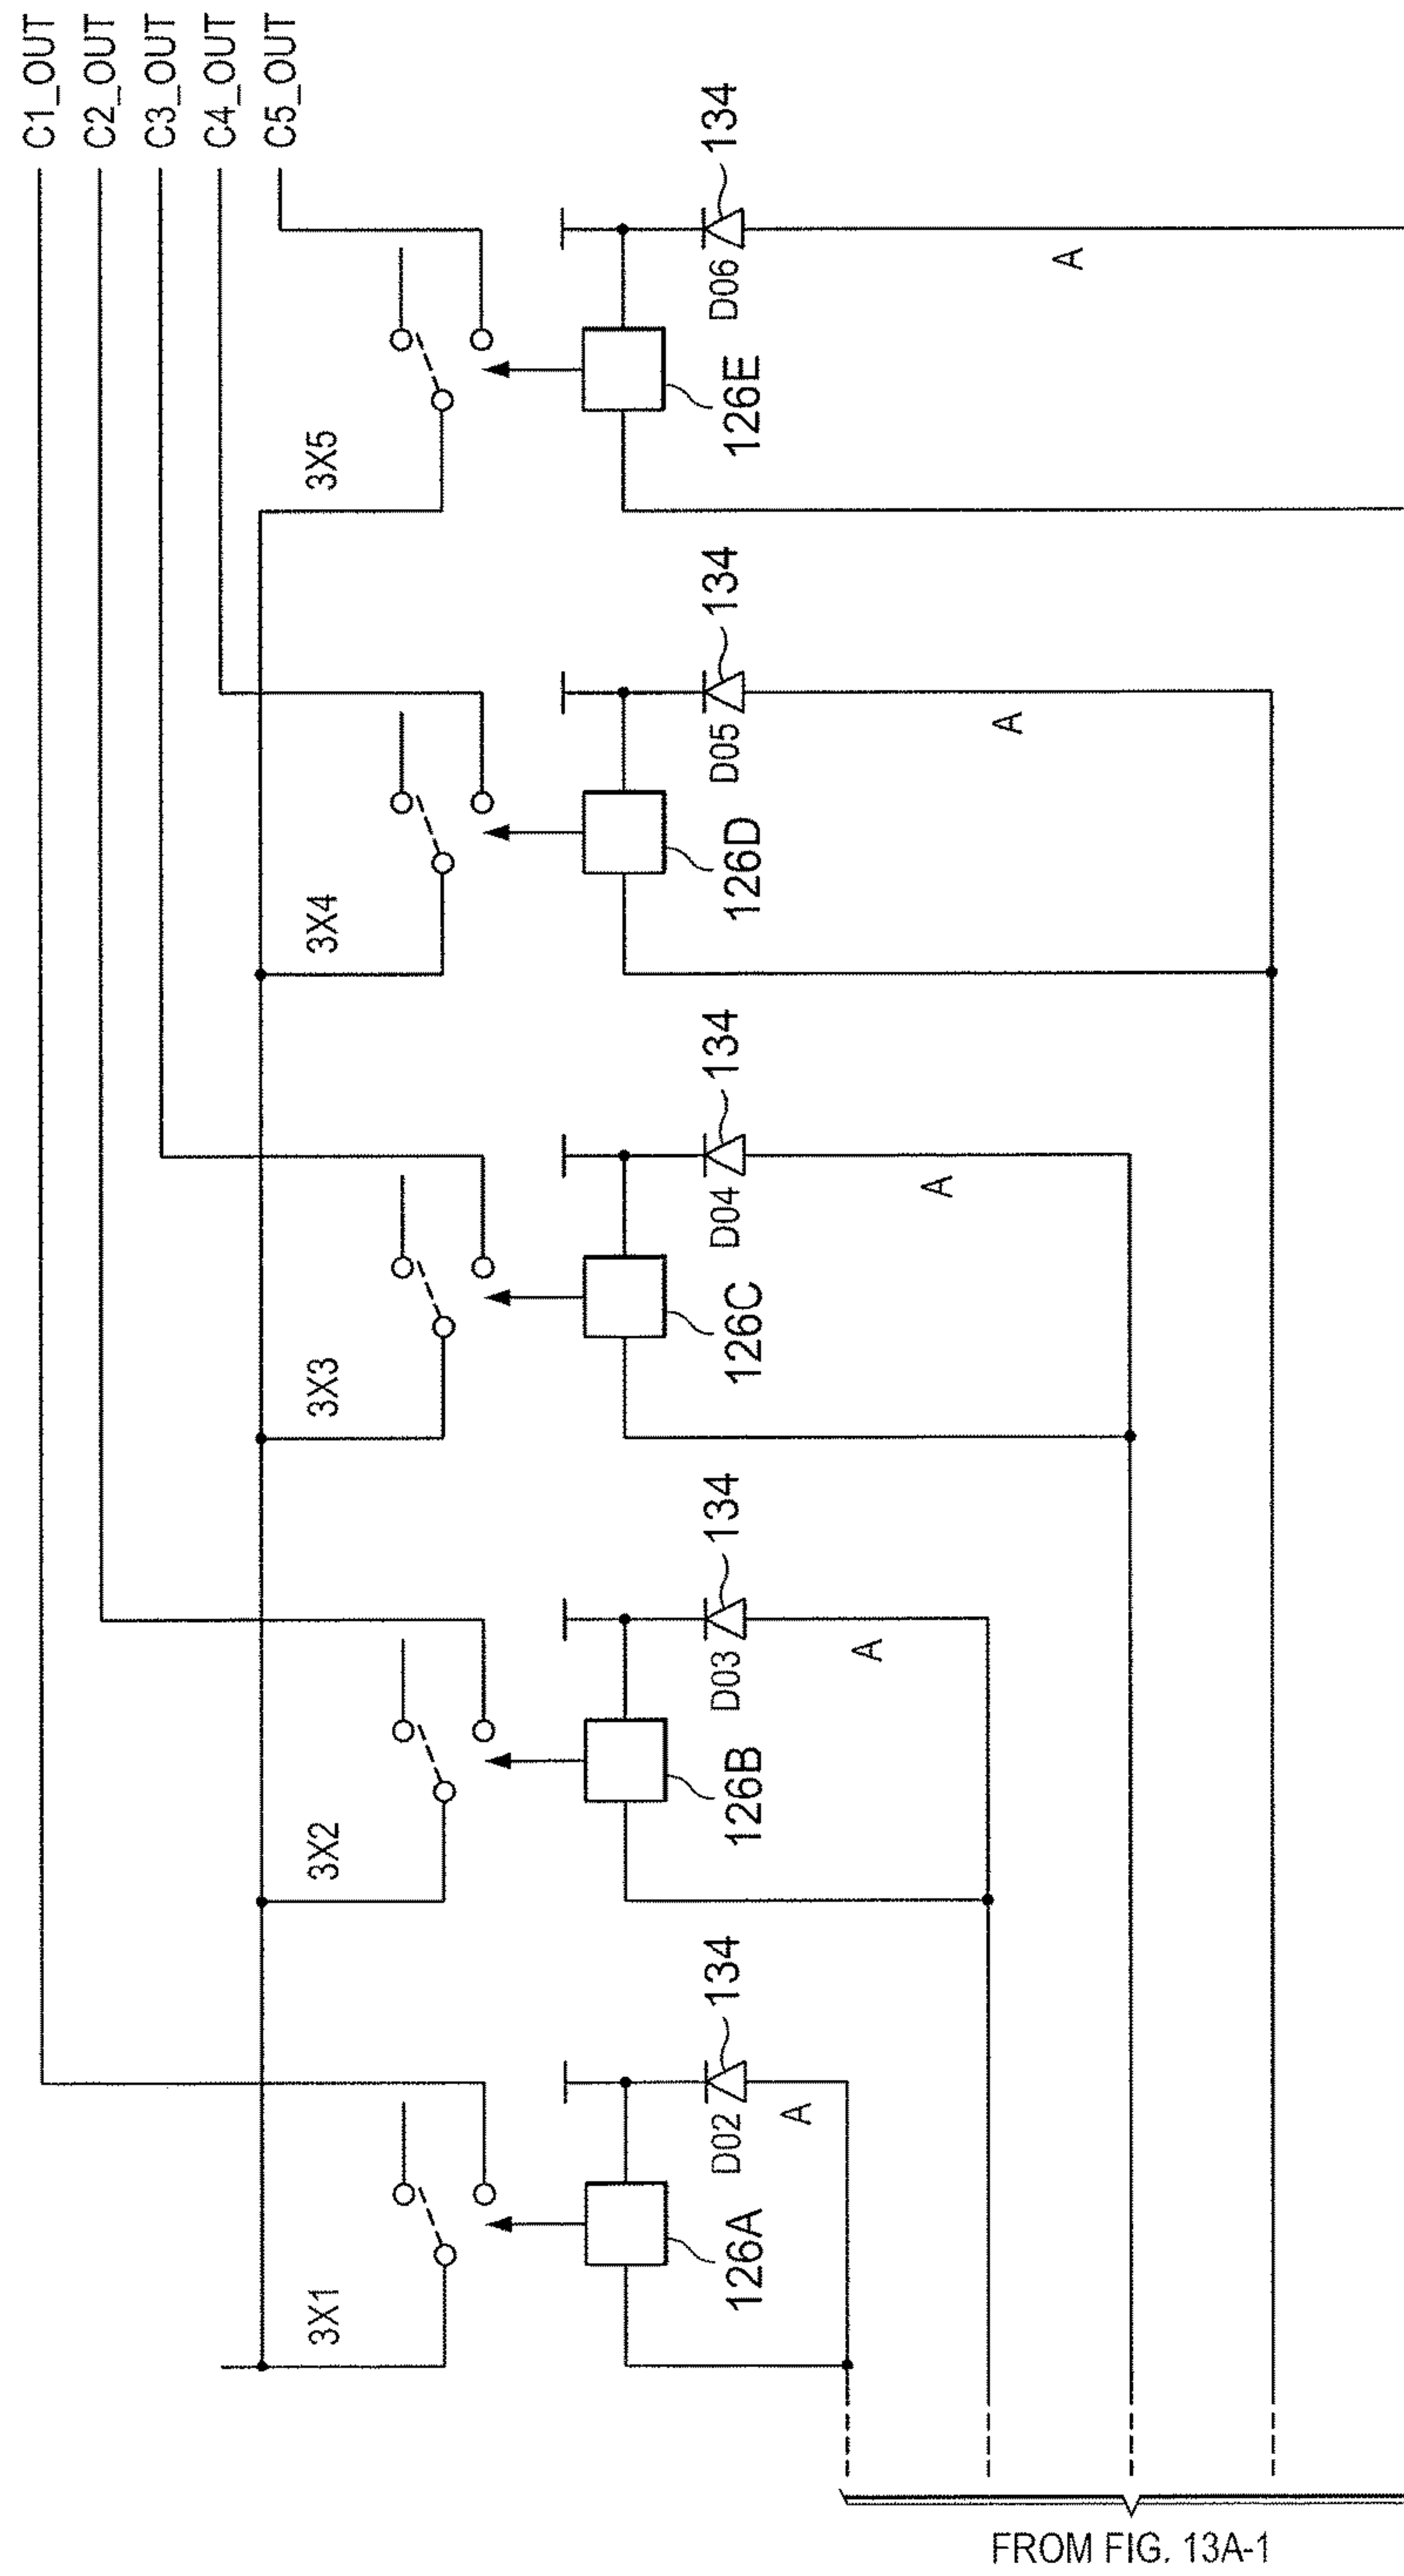 C1_OUT
C2_OUT
C3_OUT
C4_OUT
C5_OUT
3X1
3X2
3X3
3X4
3X5
126A
D02
134
A
126B
D03
134
A
126C
D04
134
A
126D
D05
134
A
126E
D06
134
A
FROM FIG. 13A-1